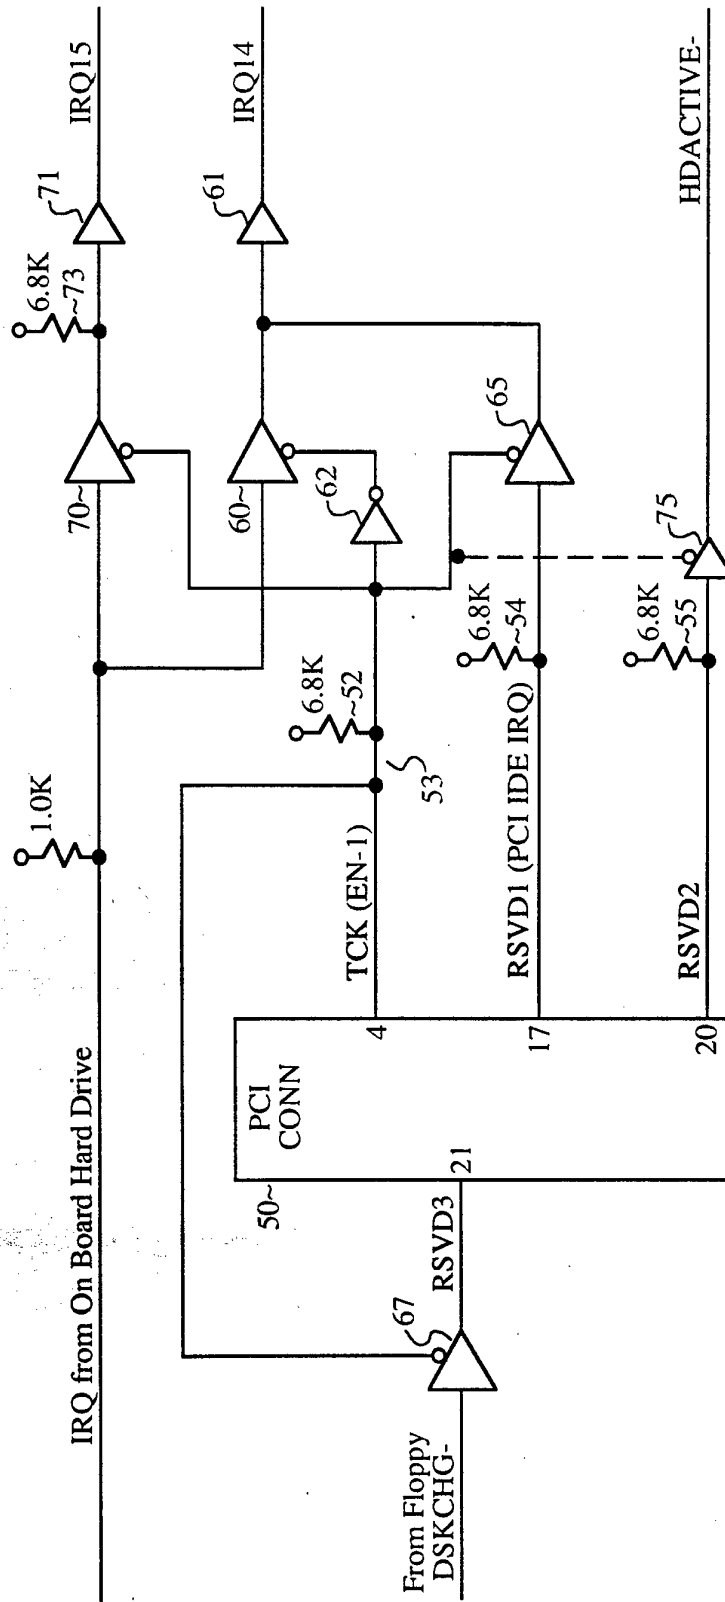 IRQ from On Board Hard Drive
1.0K
6.8K
~73
71
IRQ15
70~
60~
61
IRQ14
62
6.8K
~52
53
TCK (EN-1)
4
PCI
CONN
50~
65
6.8K
~54
RSVD1 (PCI IDE IRQ)
17
21
RSVD3
67
From Floppy
DSKCHG-
75
6.8K
~55
RSVD2
20
HDACTIVE-